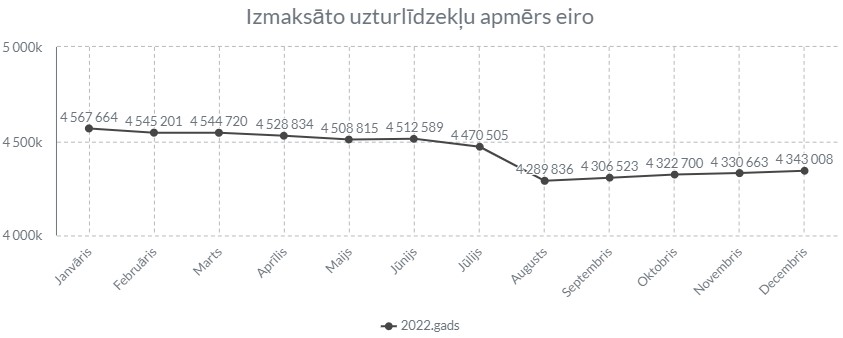 Izmaksāto uzturlīdzekļu apmērs eiro
5 000k
4 567 664 4 545 201 4 544 720 4 528 834 4 508 815 4 512 589 4 470 505 4 289 836 4 306 523 4 322 700 4 330 663 4 343 008
4 500k
4 000k
Janvāris Februāris Marts Aprīlis Maijs Jūnijs Jūlijs Augusts Septembris Oktobris Novembris Decembris
2022.gads